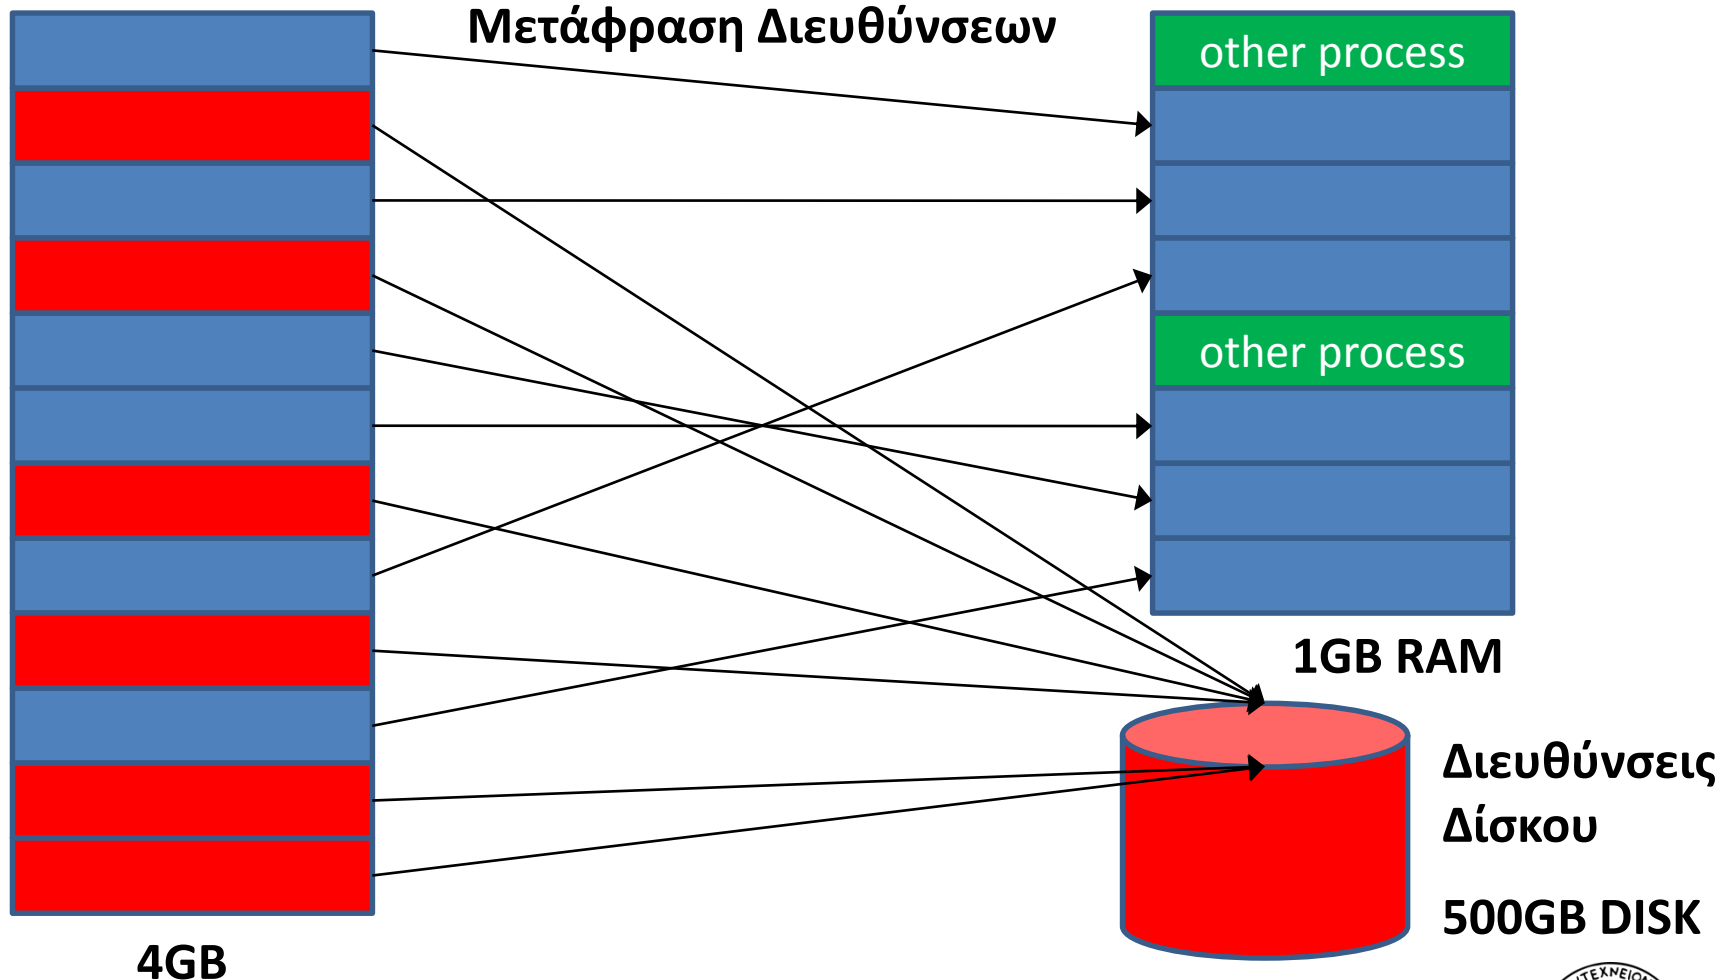 Μετάφραση Διευθύνσεων
other process
other process
1GB RAM
Διευθύνσεις
Δίσκου
500GB DISK
4GB